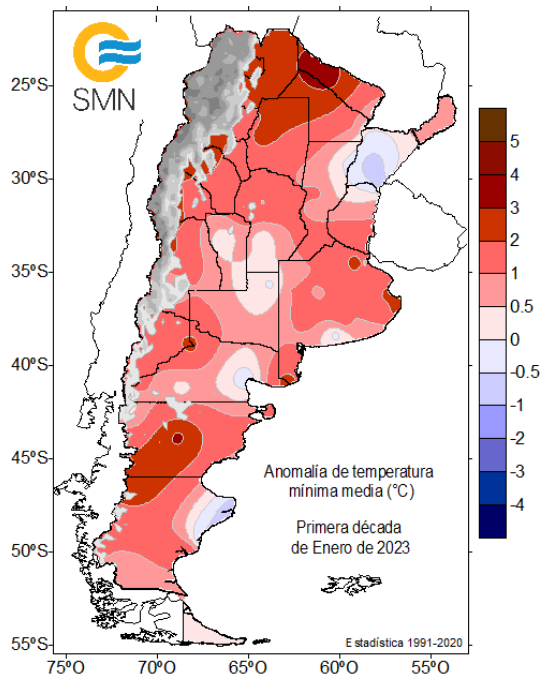 SMN
25ºS
30ºS
35ºS
40ºS
45ºS
50ºS
55ºS
75ºO
70ºO
65ºO
60ºO
55ºO
5
4
3
2
1
0.5
0
-0.5
-1
-2
-3
-4
Anomalía de temperatura
mínima media (°C)
Primera década
de Enero de 2023
Estadística 1991-2020